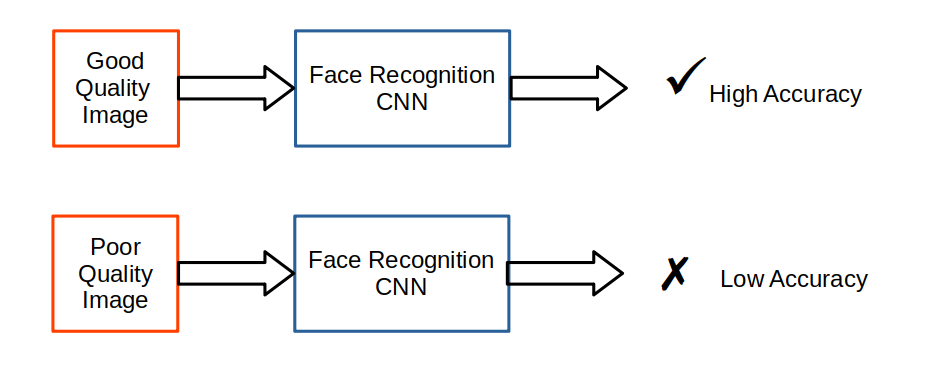 Good
Quality
Image
Face Recognition
CNN
High Accuracy
Poor
Quality
Image
Face Recognition
CNN
Low Accuracy